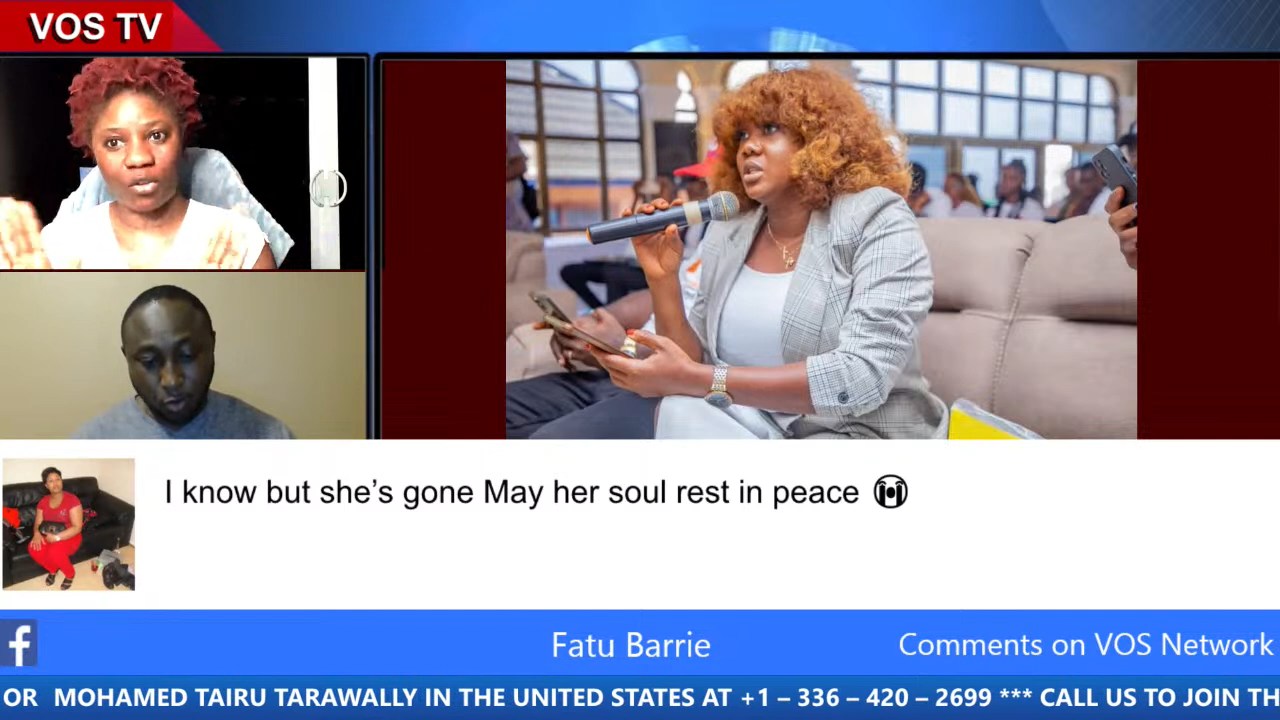 VOS TV
I know but she's gone May her soul rest in peace 😭
Fatu Barrie
Comments on VOS Network
OR MOHAMED TAIRU TARAWALLY IN THE UNITED STATES AT +1 – 336 – 420 – 2699 *** CALL US TO JOIN TH